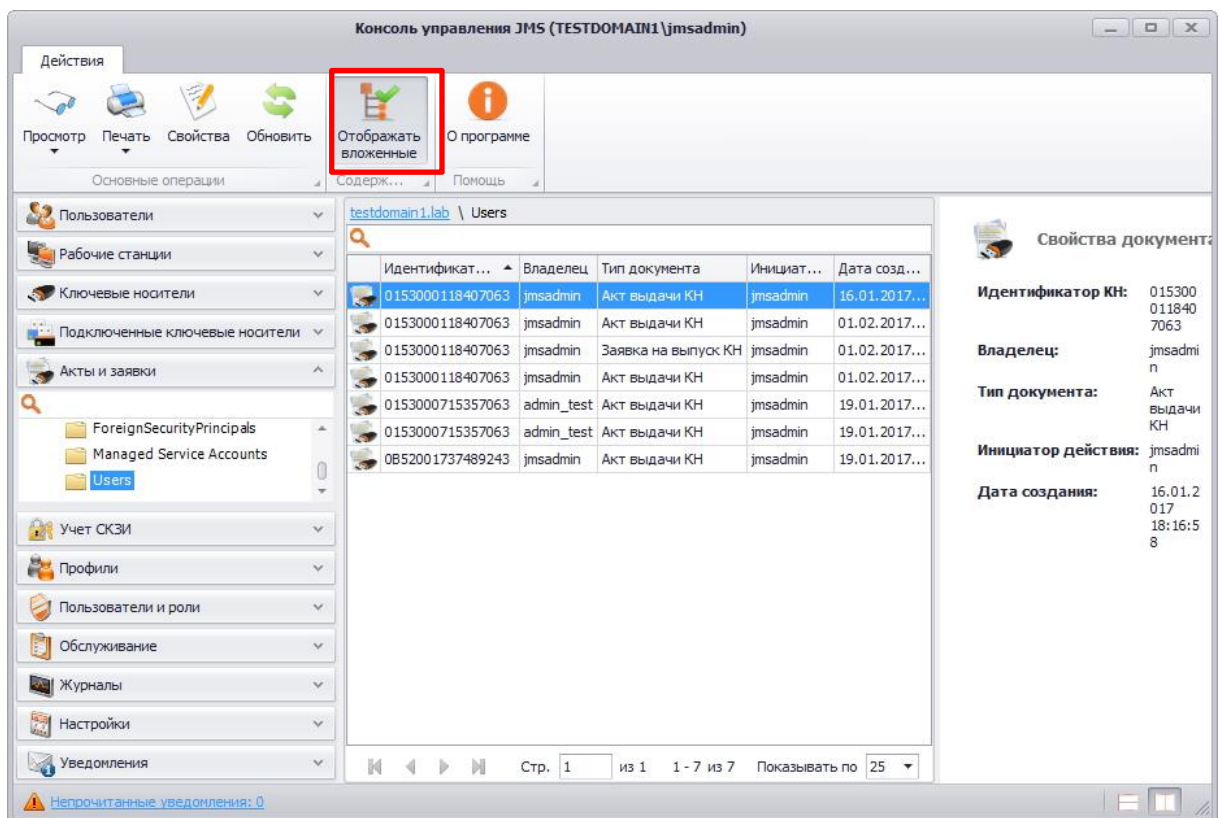 Консоль управления JMS (TESTDOMAIN1\jmsadmin)
Действия
Просмотр Печать Свойства Обновить Отображать вложенные О программе
Основные операции Содерж... Помощь
Пользователи
Рабочие станции
Ключевые носители
Подключенные ключевые носители
Акты и заявки
ForeignSecurityPrincipals
Managed Service Accounts
Users
Учет СКЗИ
Профили
Пользователи и роли
Обслуживание
Журналы
Настройки
Уведомления
testdomain1.lab \ Users
Идентификат... Владелец Тип документа Инициат... Дата созд...
0153000118407063 jmsadmin Акт выдачи КН jmsadmin 16.01.2017...
0153000118407063 jmsadmin Акт выдачи КН jmsadmin 01.02.2017...
0153000118407063 jmsadmin Заявка на выпуск КН jmsadmin 01.02.2017...
0153000118407063 jmsadmin Акт выдачи КН jmsadmin 01.02.2017...
0153000715357063 admin_test Акт выдачи КН jmsadmin 19.01.2017...
0153000715357063 admin_test Акт выдачи КН jmsadmin 19.01.2017...
0B52001737489243 jmsadmin Акт выдачи КН jmsadmin 19.01.2017...
Стр. 1 из 1 1 - 7 из 7 Показывать по 25
Свойства документа
Идентификатор КН: 015300
011840
7063
Владелец: jmsadmi
n
Тип документа: Акт
выдачи
КН
Инициатор действия: jmsadmi
n
Дата создания: 16.01.2
017
18:16:5
8
Непрочитанные уведомления: 0